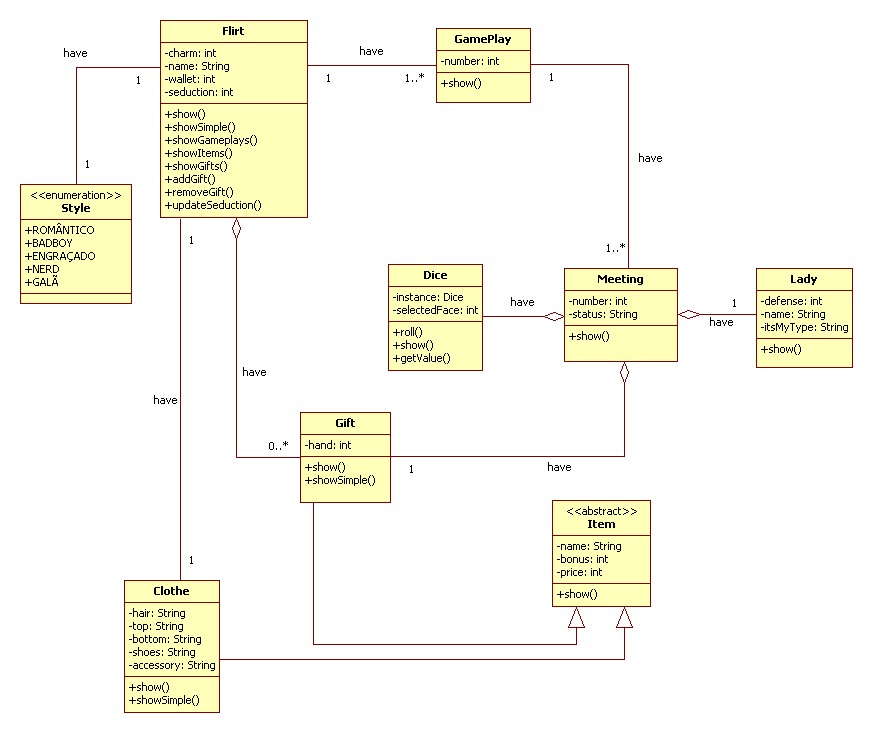 Flirt
-charm: int
-name: String
-wallet: int
-seduction: int
+show()
+showSimple()
+showGameplays()
+showItems()
+showGifts()
+addGift()
+removeGift()
+updateSeduction()
have
1
1
have
1
1..*
GamePlay
-number: int
+show()
1
have
1..*
<<enumeration>>
Style
+ROMÂNTICO
+BADBOY
+ENGRAÇADO
+NERD
+GALÃ
1
have
1
have
0..*
Dice
-instance: Dice
-selectedFace: int
+roll()
+show()
+getValue()
have
Meeting
-number: int
-status: String
+show()
1
have
Lady
-defense: int
-name: String
-itsMyType: String
+show()
Gift
-hand: int
+show()
+showSimple()
1
have
<<abstract>>
Item
-name: String
-bonus: int
-price: int
+show()
Clothe
-hair: String
-top: String
-bottom: String
-shoes: String
-accessory: String
+show()
+showSimple()